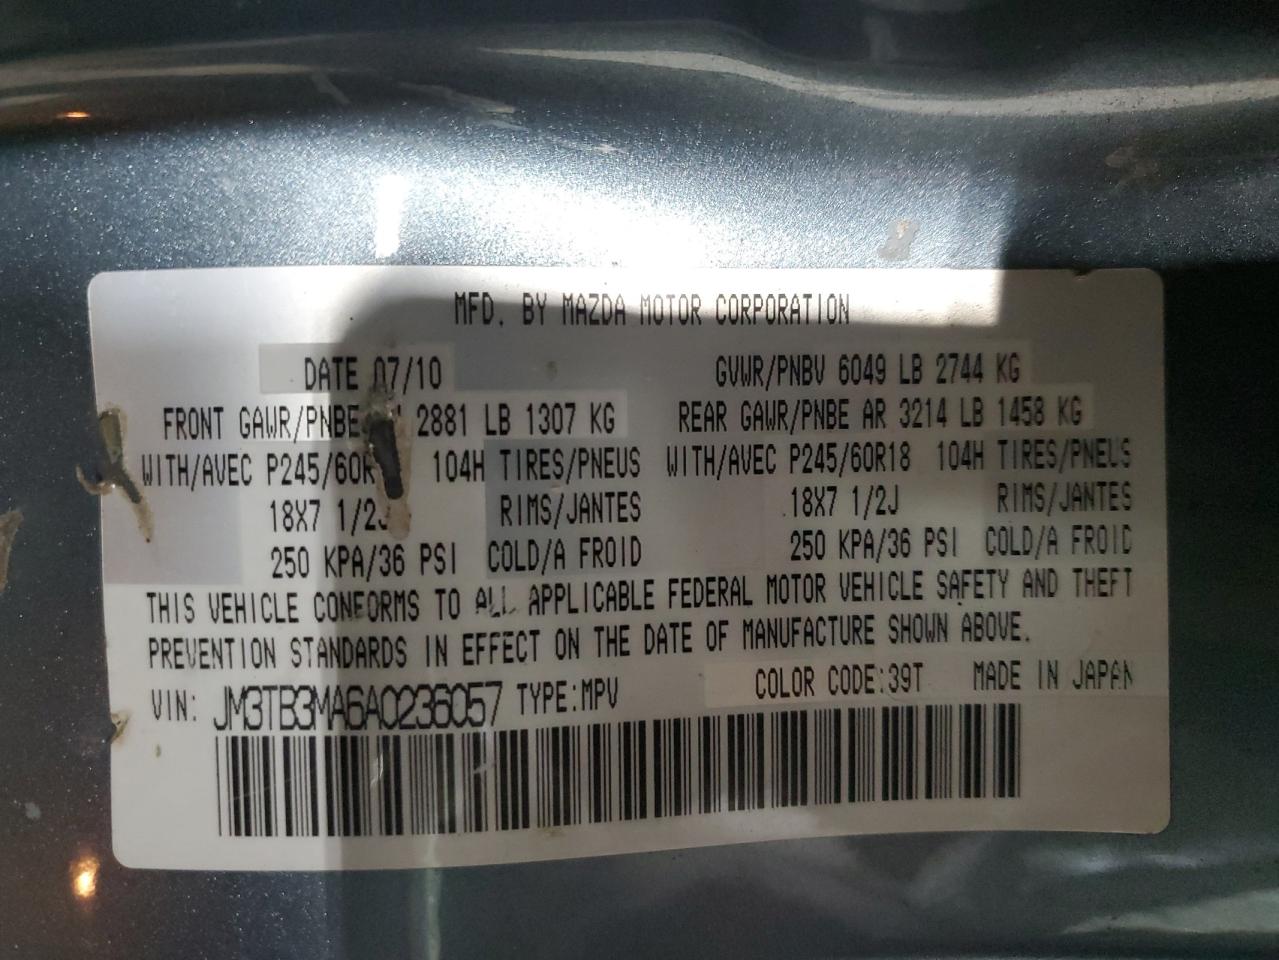 MFD. BY MAZDA MOTOR CORPORATION
DATE 07/10 GVWR/PNBV 6049 LB 2744 KG
FRONT GAWR/PNBE 2881 LB 1307 KG REAR GAWR/PNBE AR 3214 LB 1458 KG
WITH/AVEC 104H TIRES/PNEUS WITH/AVEC P245/60R18 104H TIRES/PNEUS
18X7 1/2J RIMS/JANTES 18X7 1/2J RIMS/JANTES
250 KPA/36 PSI COLD/A FROID 250 KPA/36 PSI COLD/A FROID
THIS VEHICLE CONFORMS TO ALL APPLICABLE FEDERAL MOTOR VEHICLE SAFETY AND THEFT
PREVENTION STANDARDS IN EFFECT ON THE DATE OF MANUFACTURE SHOWN ABOVE.
VIN: JM3TB3MA6A0236057 TYPE:MPV COLOR CODE:39T MADE IN JAPAN